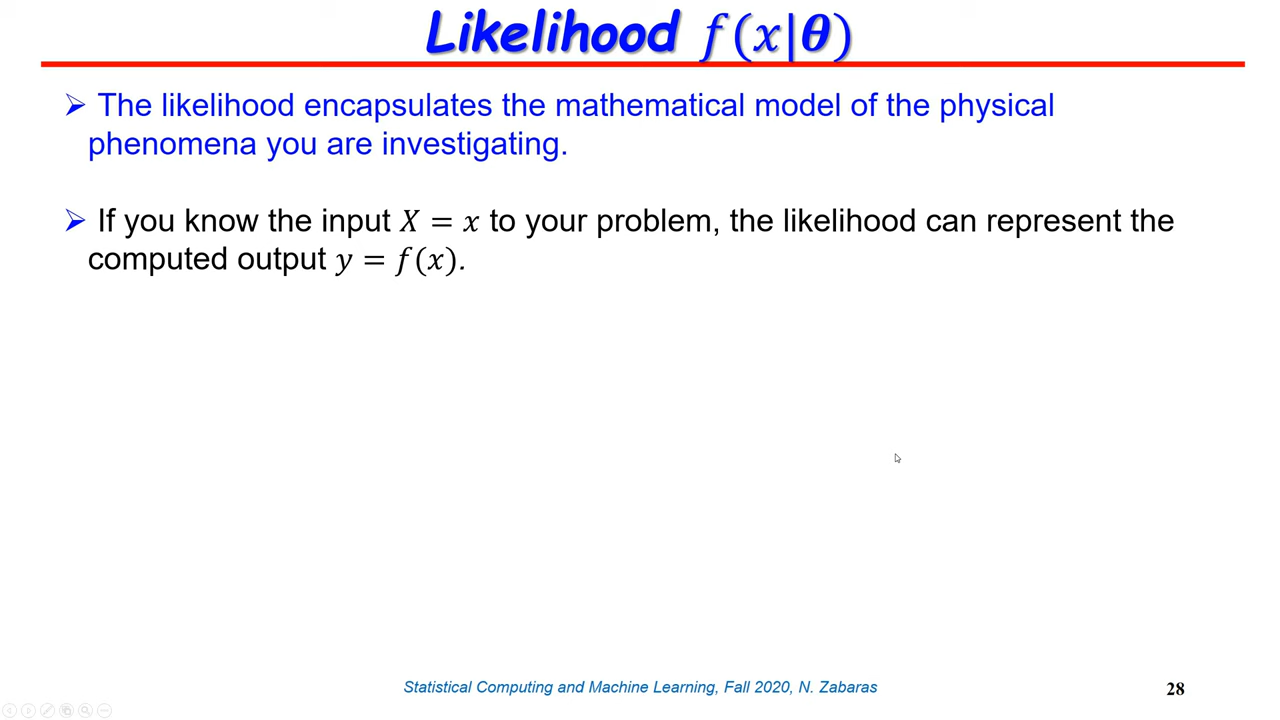 Likelihood f(x|θ)
➢ The likelihood encapsulates the mathematical model of the physical
phenomena you are investigating.
➢ If you know the input X = x to your problem, the likelihood can represent the
computed output y = f(x).
Statistical Computing and Machine Learning, Fall 2020, N. Zabaras
28